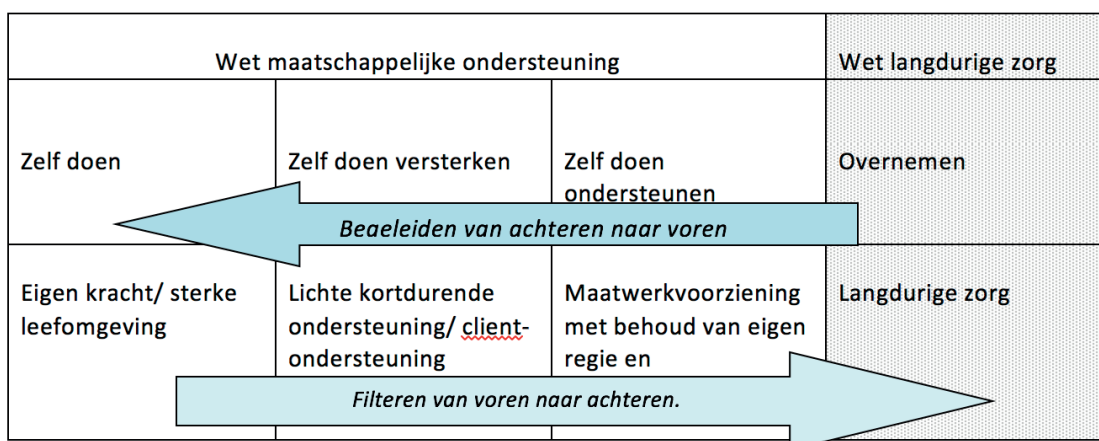 Wet maatschappelijke ondersteuning
Wet langdurige zorg
Zelf doen
Zelf doen versterken
Zelf doen
ondersteunen
Overnemen
Beaeleiden van achteren naar voren
Eigen kracht/ sterke
leefomgeving
Lichte kortdurende
ondersteuning/ client-
ondersteuning
Maatwerkvoorziening
met behoud van eigen
regie en
Langdurige zorg
Filteren van voren naar achteren.